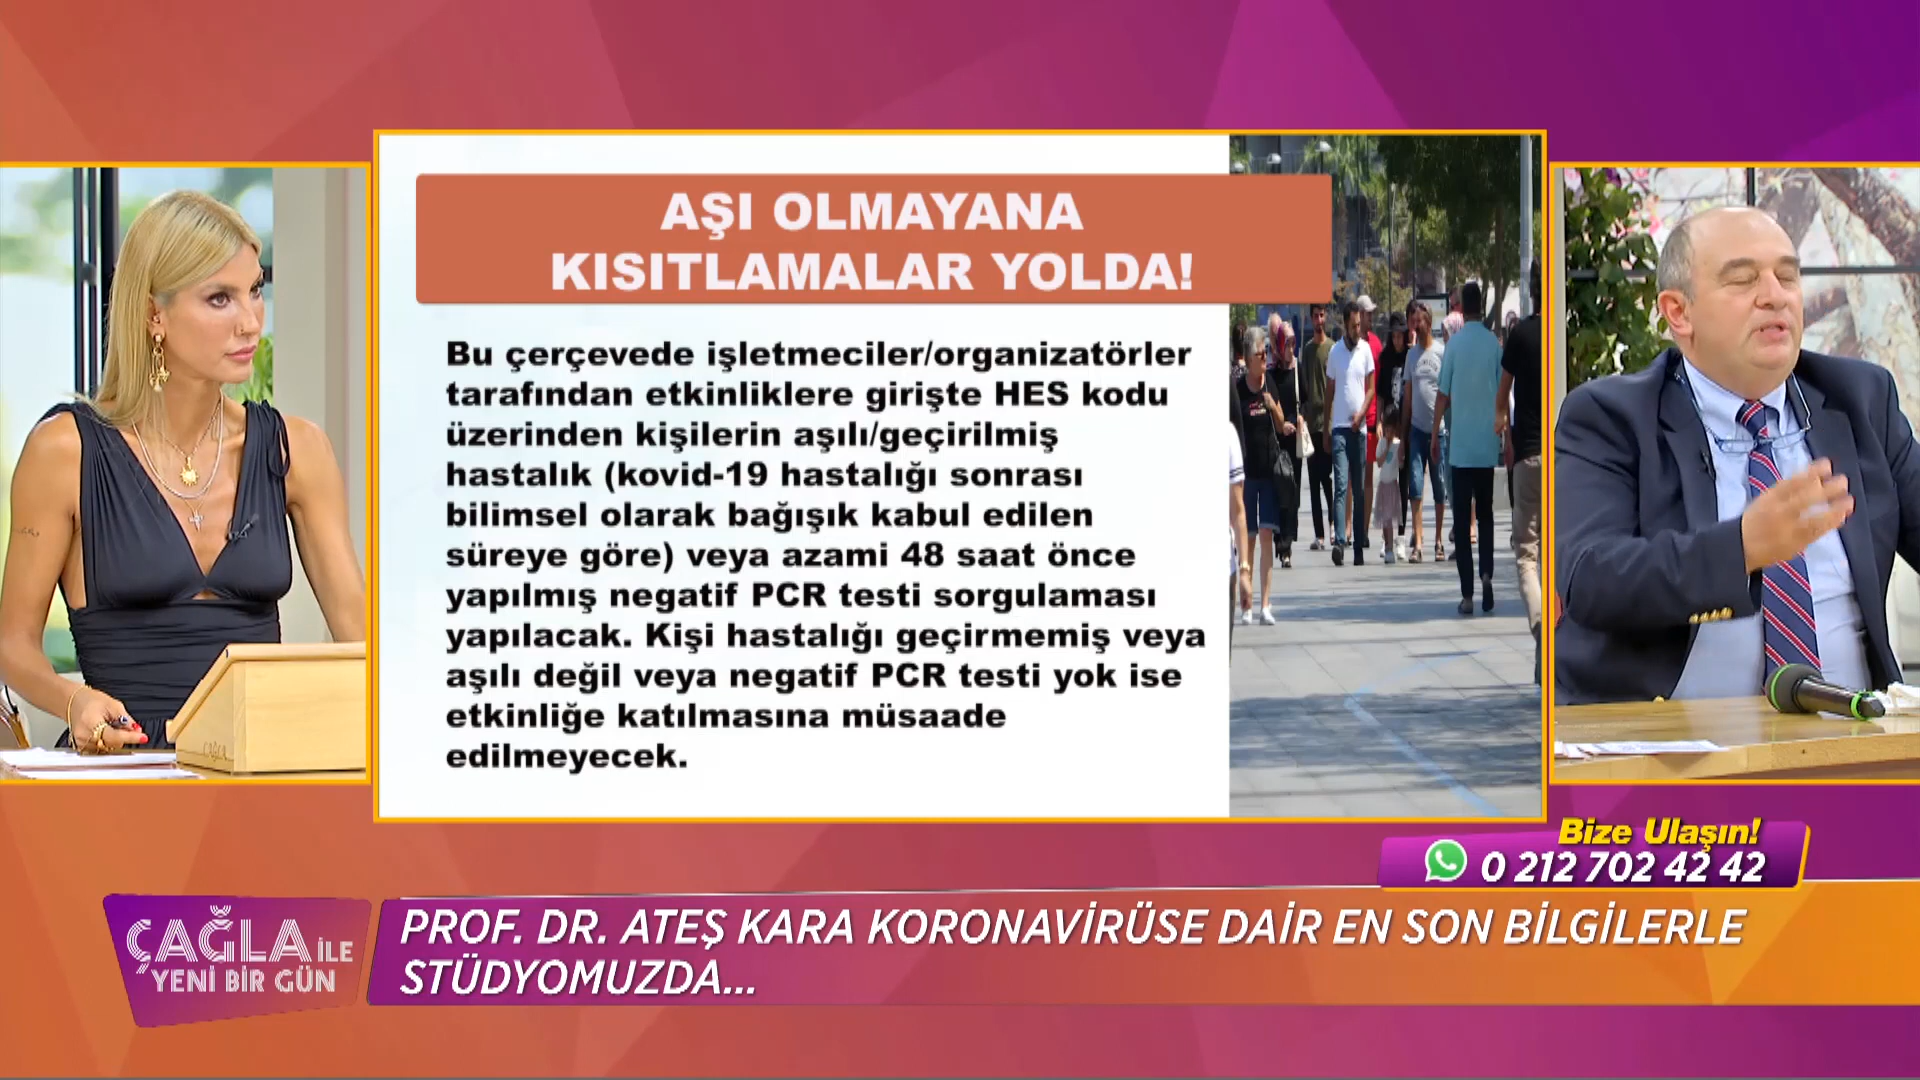 AŞI OLMAYANA
KISITLAMALAR YOLDA!
Bu çerçevede işletmeciler/organizatörler
tarafından etkinliklere girişte HES kodu
üzerinden kişilerin aşılı/geçirilmiş
hastalık (kovid-19 hastalığı sonrası
bilimsel olarak bağışık kabul edilen
süreye göre) veya azami 48 saat önce
yapılmış negatif PCR testi sorgulaması
yapılacak. Kişi hastalığı geçirmemiş veya
aşılı değil veya negatif PCR testi yok ise
etkinliğe katılmasına müsaade
edilmeyecek.
ÇAĞLA
Bize Ulaşın!
0 212 702 42 42
ÇAĞLA İLE
YENİ BİR GÜN
PROF. DR. ATEŞ KARA KORONAVİRÜSE DAİR EN SON BİLGİLERLE
STÜDYOMUZDA...